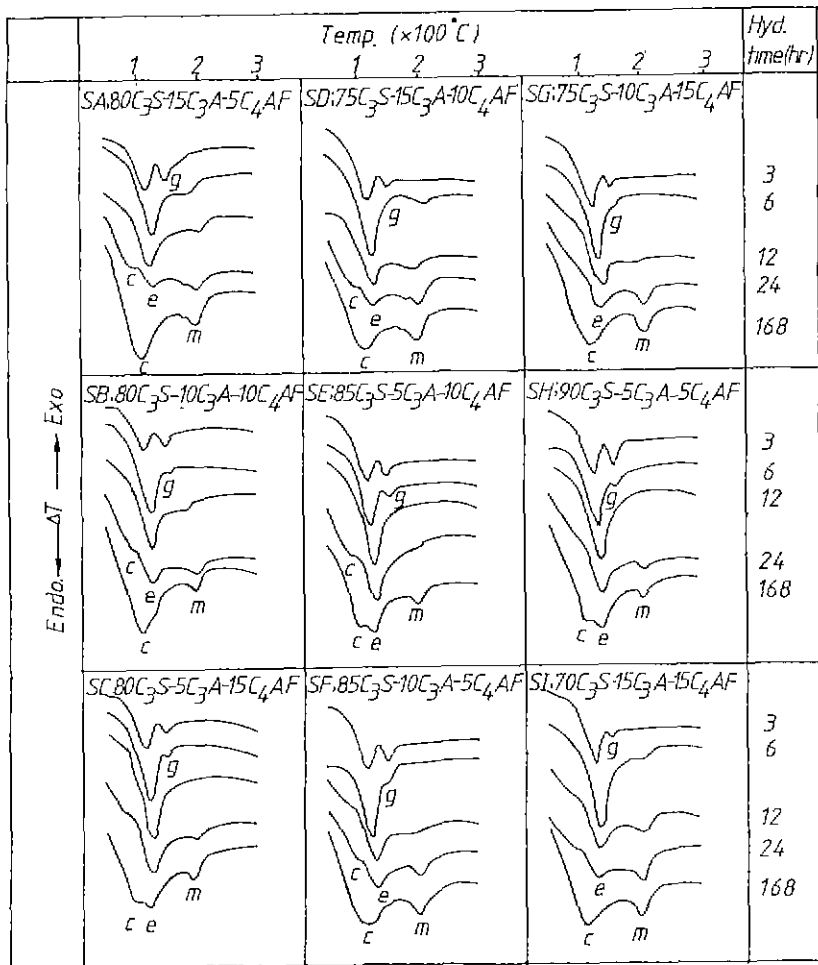 Temp. (×100°C)
Hyd. time(hr)
1 2 3 1 2 3 1 2 3
SA:80C₃S-15C₃A-5C₄AF
g
c
e
m
c
SD:75C₃S-15C₃A-10C₄AF
g
c
e
c
m
SG:75C₃S-10C₃A-15C₄AF
g
e
c
m
3
6
12
24
168
Endo. ← ΔT → Exo
SB:80C₃S-10C₃A-10C₄AF
g
c
e
m
c
SE:85C₃S-5C₃A-10C₄AF
g
c
m
c e
SH:90C₃S-5C₃A-5C₄AF
g
m
c e
3
6
12
24
168
SC:80C₃S-5C₃A-15C₄AF
g
m
c e
SF:85C₃S-10C₃A-5C₄AF
g
c
e
c
m
SI:70C₃S-15C₃A-15C₄AF
g
e
c
m
3
6
12
24
168